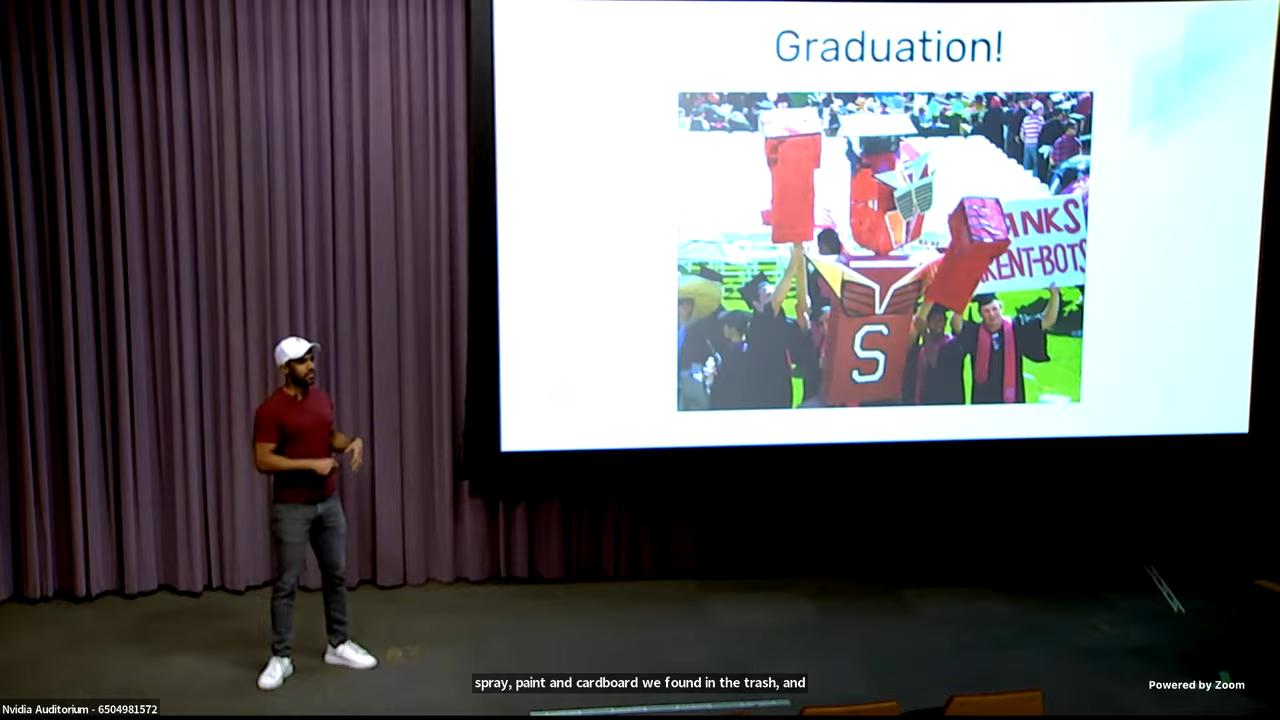 Graduation!
ANKS
RENT-BOTS
S
spray, paint and cardboard we found in the trash, and
Powered by Zoom
Nvidia Auditorium - 6504981572